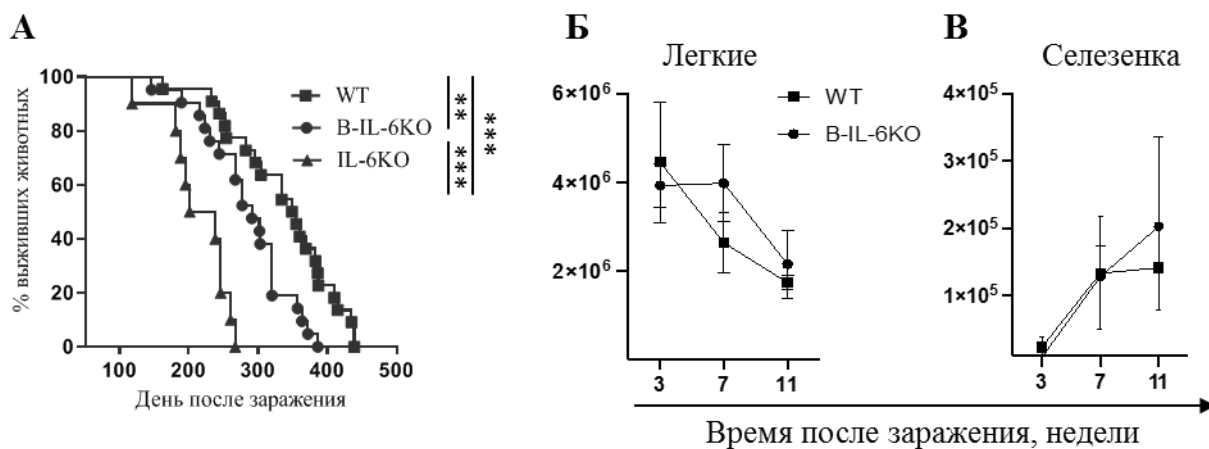 А
% выживших животных
100
80
60
40
20
0
WT
B-IL-6KO
IL-6KO
**
***
***
100 200 300 400 500
День после заражения
Б
Легкие
6×10⁶
4×10⁶
2×10⁶
WT
B-IL-6KO
3 7 11
В
Селезенка
4×10⁵
3×10⁵
2×10⁵
1×10⁵
3 7 11
Время после заражения, недели